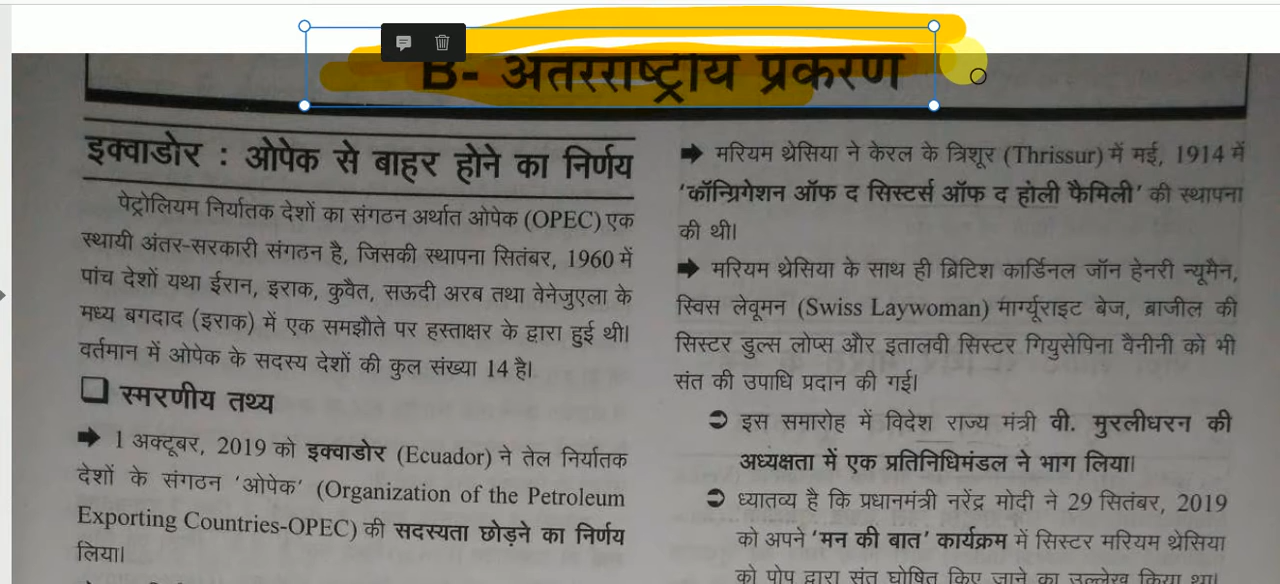 B- अंतरराष्ट्रीय प्रकरण
इक्वाडोर : ओपेक से बाहर होने का निर्णय
पेट्रोलियम निर्यातक देशों का संगठन अर्थात ओपेक (OPEC) एक
स्थायी अंतर-सरकारी संगठन है, जिसकी स्थापना सितंबर, 1960 में
पांच देशों यथा ईरान, इराक, कुवैत, सऊदी अरब तथा वेनेजुएला के
मध्य बगदाद (इराक) में एक समझौते पर हस्ताक्षर के द्वारा हुई थी।
वर्तमान में ओपेक के सदस्य देशों की कुल संख्या 14 है।
❑ स्मरणीय तथ्य
➡ 1 अक्टूबर, 2019 को इक्वाडोर (Ecuador) ने तेल निर्यातक
देशों के संगठन 'ओपेक' (Organization of the Petroleum
Exporting Countries-OPEC) की सदस्यता छोड़ने का निर्णय
लिया।
➡ मरियम थ्रेसिया ने केरल के त्रिशूर (Thrissur) में मई, 1914 में
'कॉन्ग्रिगेशन ऑफ द सिस्टर्स ऑफ द होली फैमिली' की स्थापना
की थी।
➡ मरियम थ्रेसिया के साथ ही ब्रिटिश कार्डिनल जॉन हेनरी न्यूमैन,
स्विस लेवूमन (Swiss Laywoman) मार्ग्यूराइट बेज, ब्राजील की
सिस्टर डुल्स लोप्स और इतालवी सिस्टर गियुसेपिना वैनीनी को भी
संत की उपाधि प्रदान की गई।
➲ इस समारोह में विदेश राज्य मंत्री वी. मुरलीधरन की
अध्यक्षता में एक प्रतिनिधिमंडल ने भाग लिया।
➲ ध्यातव्य है कि प्रधानमंत्री नरेंद्र मोदी ने 29 सितंबर, 2019
को अपने 'मन की बात' कार्यक्रम में सिस्टर मरियम थ्रेसिया
को पोप द्वारा संत घोषित किए जाने का उल्लेख किया था।